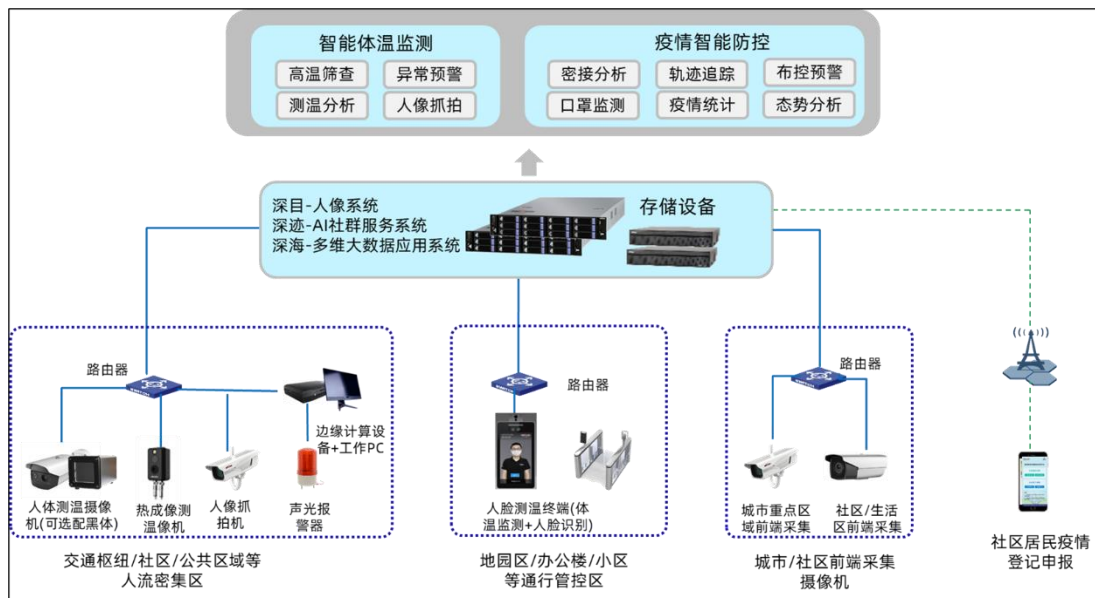 智能体温监测
高温筛查
异常预警
测温分析
人像抓拍
疫情智能防控
密接分析
轨迹追踪
布控预警
口罩监测
疫情统计
态势分析
深目-人像系统
深迹-AI社群服务系统
深海-多维大数据应用系统
存储设备
路由器
边缘计算设
备+工作PC
人体测温摄像
机(可选配黑体)
热成像测
温像机
人像抓
拍机
声光报
警器
交通枢纽/社区/公共区域等
人流密集区
路由器
人脸测温终端(体
温监测+人脸识别)
地园区/办公楼/小区
等通行管控区
路由器
城市重点区
域前端采集
社区/生活
区前端采集
城市/社区前端采集
摄像机
社区居民疫情
登记申报